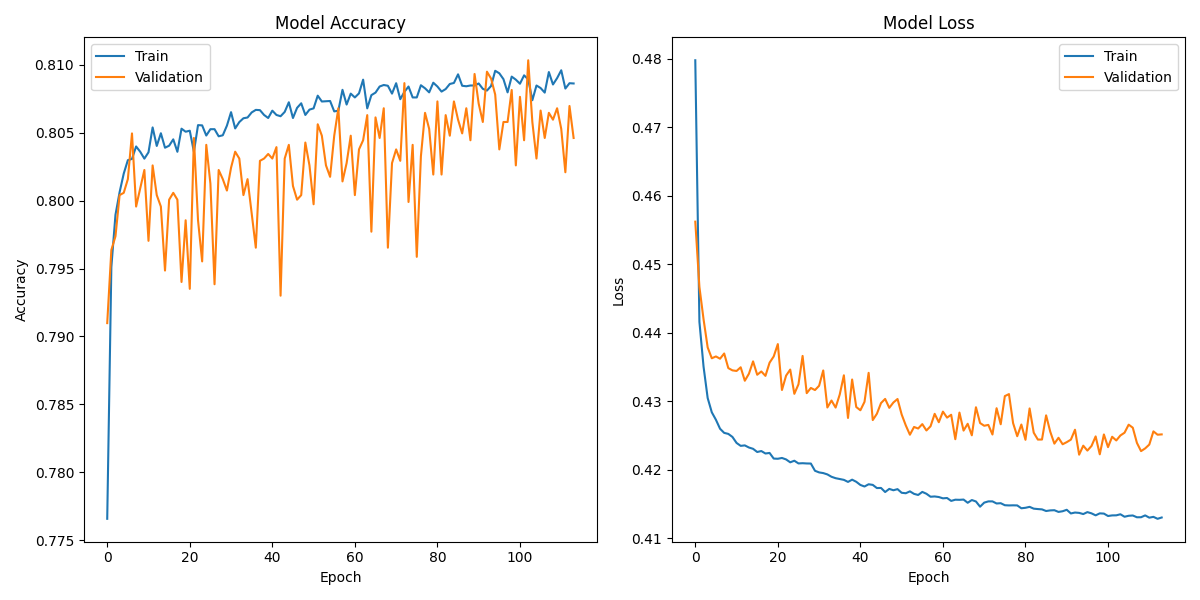 Model Accuracy
Train
Validation
0.810
0.805
0.800
0.795
0.790
0.785
0.780
0.775
Accuracy
0 20 40 60 80 100
Epoch
Model Loss
Train
Validation
0.48
0.47
0.46
0.45
0.44
0.43
0.42
0.41
Loss
0 20 40 60 80 100
Epoch